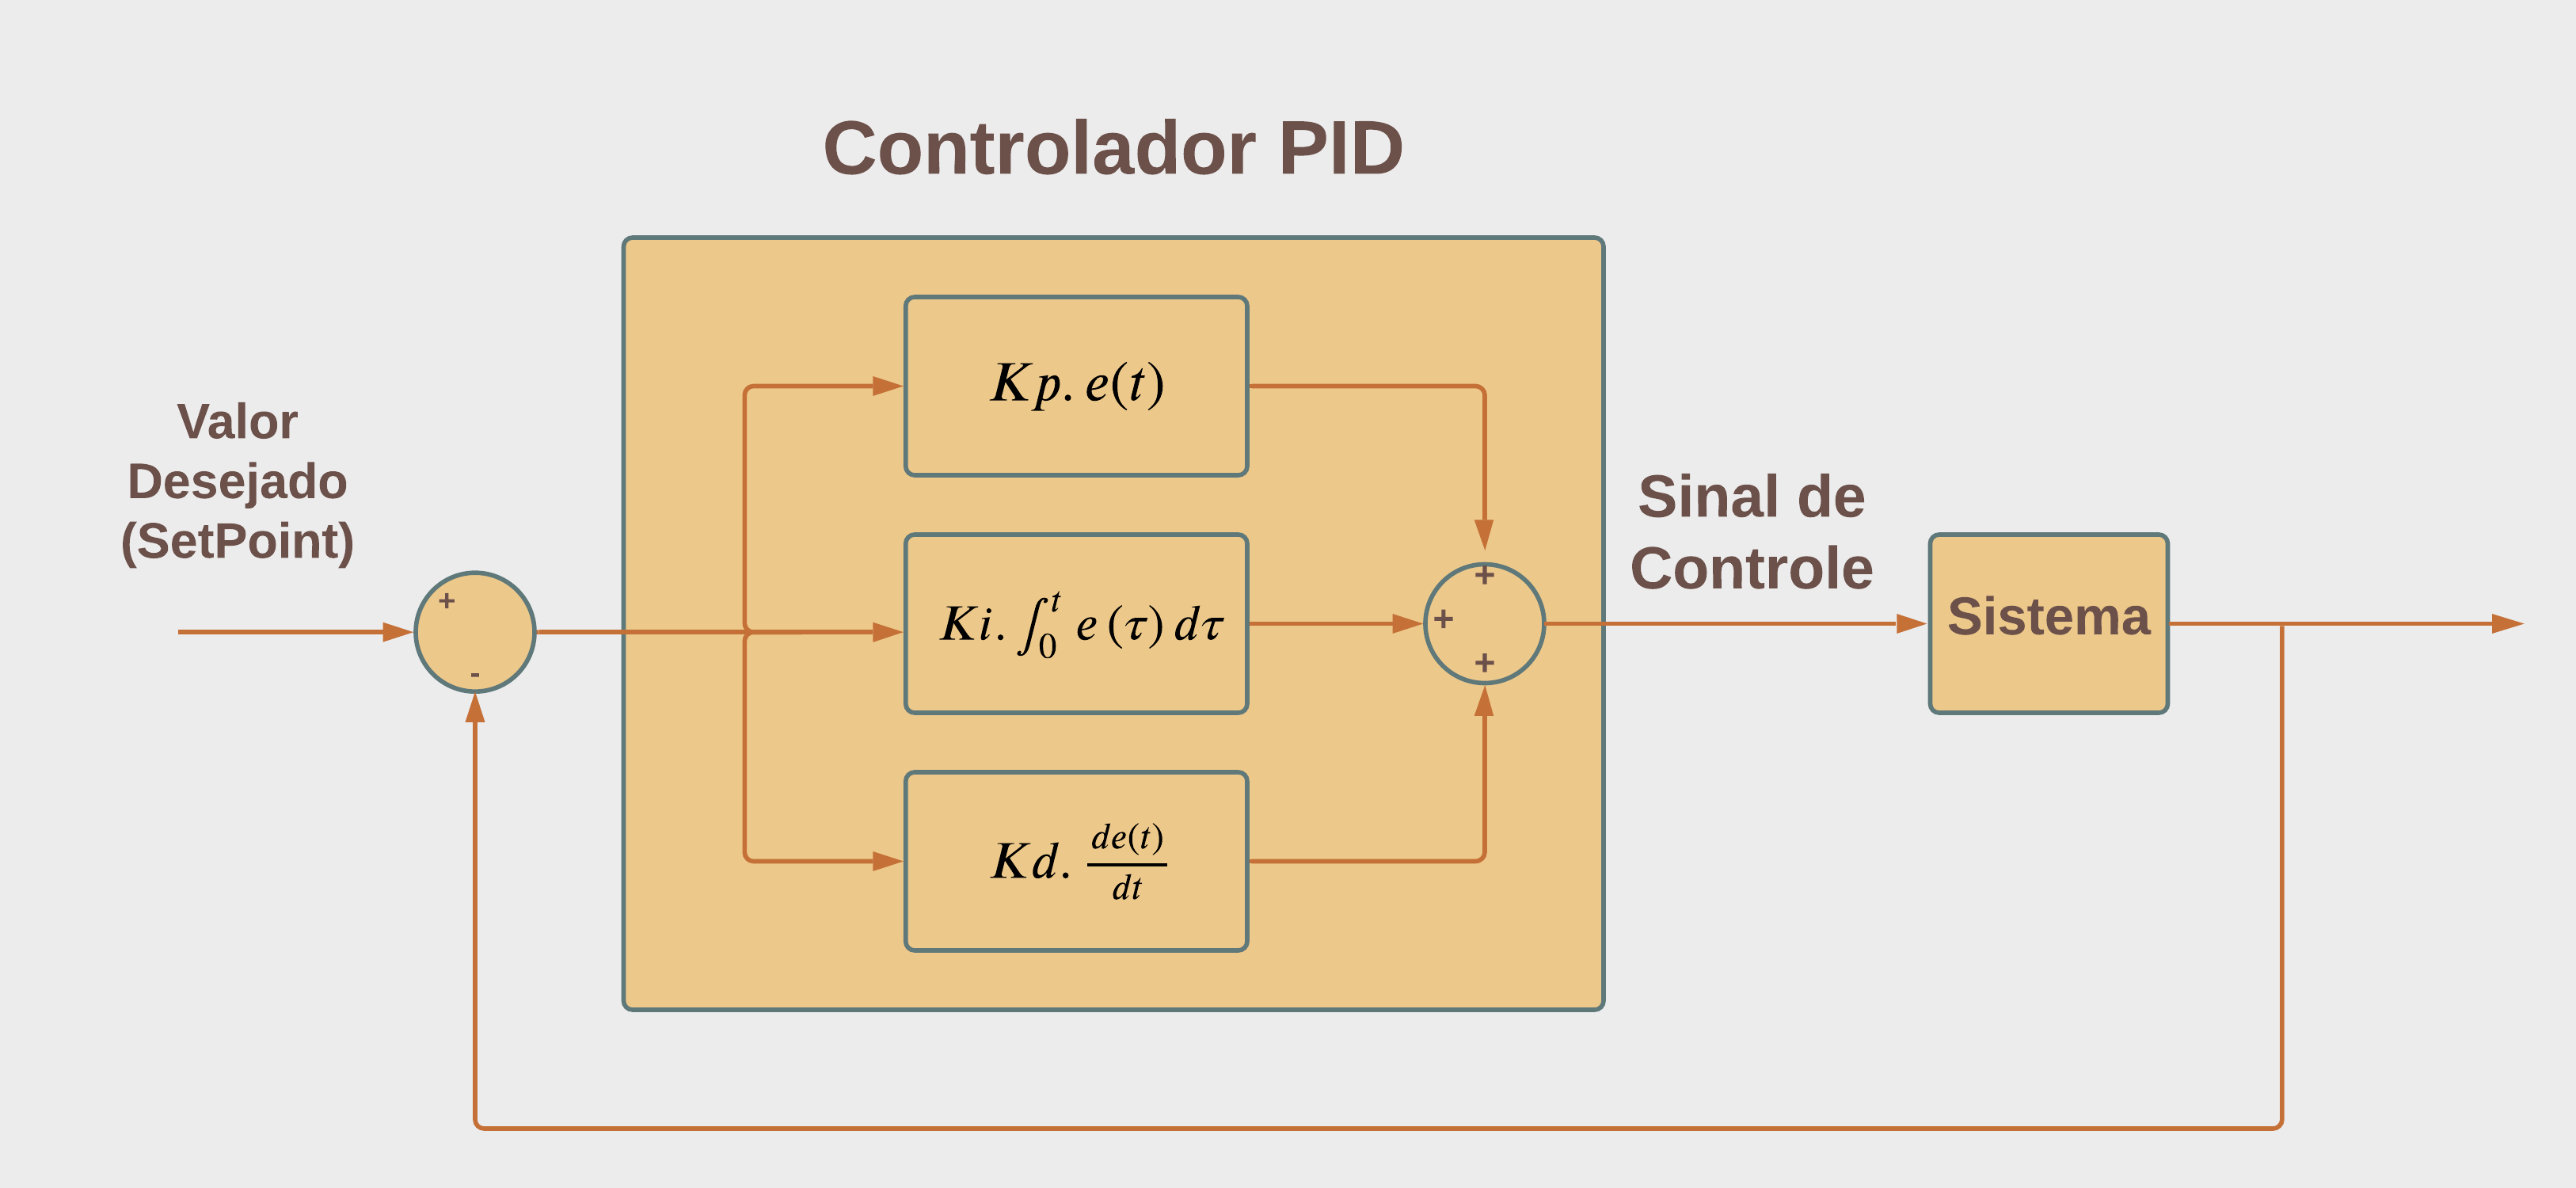 Controlador PID
Valor
Desejado
(SetPoint)
+
-
Kp. e(t)
Ki. ∫₀ᵗ e (τ) dτ
Kd. de(t)/dt
+
+
+
Sinal de
Controle
Sistema